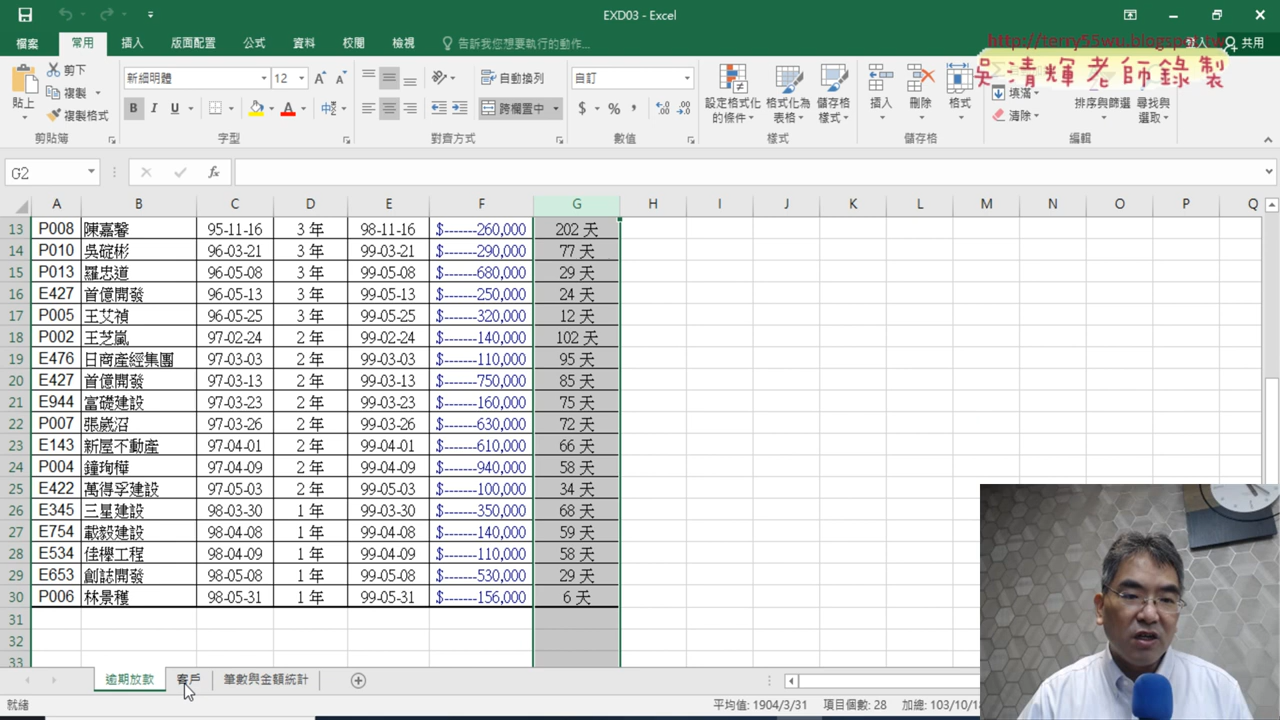 EXD03 - Excel
檔案 常用 插入 版面配置 公式 資料 校閱 檢視 告訴我您想要執行的動作... 登入 共用
http://terry55wu.blogspot.tw
吳清輝老師錄製
貼上 剪下 複製 複製格式 新細明體 12 B I U 自動換列 跨欄置中 自訂 $ % , 設定格式化的條件 格式化為表格 儲存格樣式 插入 刪除 格式 填滿 清除 排序與篩選 尋找與選取
剪貼簿 字型 對齊方式 數值 樣式 儲存格 編輯
G2 fx
A B C D E F G H I J K L M N O P Q
13 P008 陳嘉馨 95-11-16 3 年 98-11-16 $-------260,000 202 天
14 P010 吳碇彬 96-03-21 3 年 99-03-21 $-------290,000 77 天
15 P013 羅忠道 96-05-08 3 年 99-05-08 $-------680,000 29 天
16 E427 首億開發 96-05-13 3 年 99-05-13 $-------250,000 24 天
17 P005 王艾禎 96-05-25 3 年 99-05-25 $-------320,000 12 天
18 P002 王芝嵐 97-02-24 2 年 99-02-24 $-------140,000 102 天
19 E476 日商產經集團 97-03-03 2 年 99-03-03 $-------110,000 95 天
20 E427 首億開發 97-03-13 2 年 99-03-13 $-------750,000 85 天
21 E944 富礎建設 97-03-23 2 年 99-03-23 $-------160,000 75 天
22 P007 張嵗沼 97-03-26 2 年 99-03-26 $-------630,000 72 天
23 E143 新屋不動產 97-04-01 2 年 99-04-01 $-------610,000 66 天
24 P004 鐘珣樺 97-04-09 2 年 99-04-09 $-------940,000 58 天
25 E422 萬得孚建設 97-05-03 2 年 99-05-03 $-------100,000 34 天
26 E345 三星建設 98-03-30 1 年 99-03-30 $-------350,000 68 天
27 E754 載毅建設 98-04-08 1 年 99-04-08 $-------140,000 59 天
28 E534 佳櫻工程 98-04-09 1 年 99-04-09 $-------110,000 58 天
29 E653 創誌開發 98-05-08 1 年 99-05-08 $-------530,000 29 天
30 P006 林景穜 98-05-31 1 年 99-05-31 $-------156,000 6 天
31
32
33
逾期放款 客戶 筆數與金額統計
就緒 平均值: 1904/3/31 項目個數: 28 加總: 103/10/1